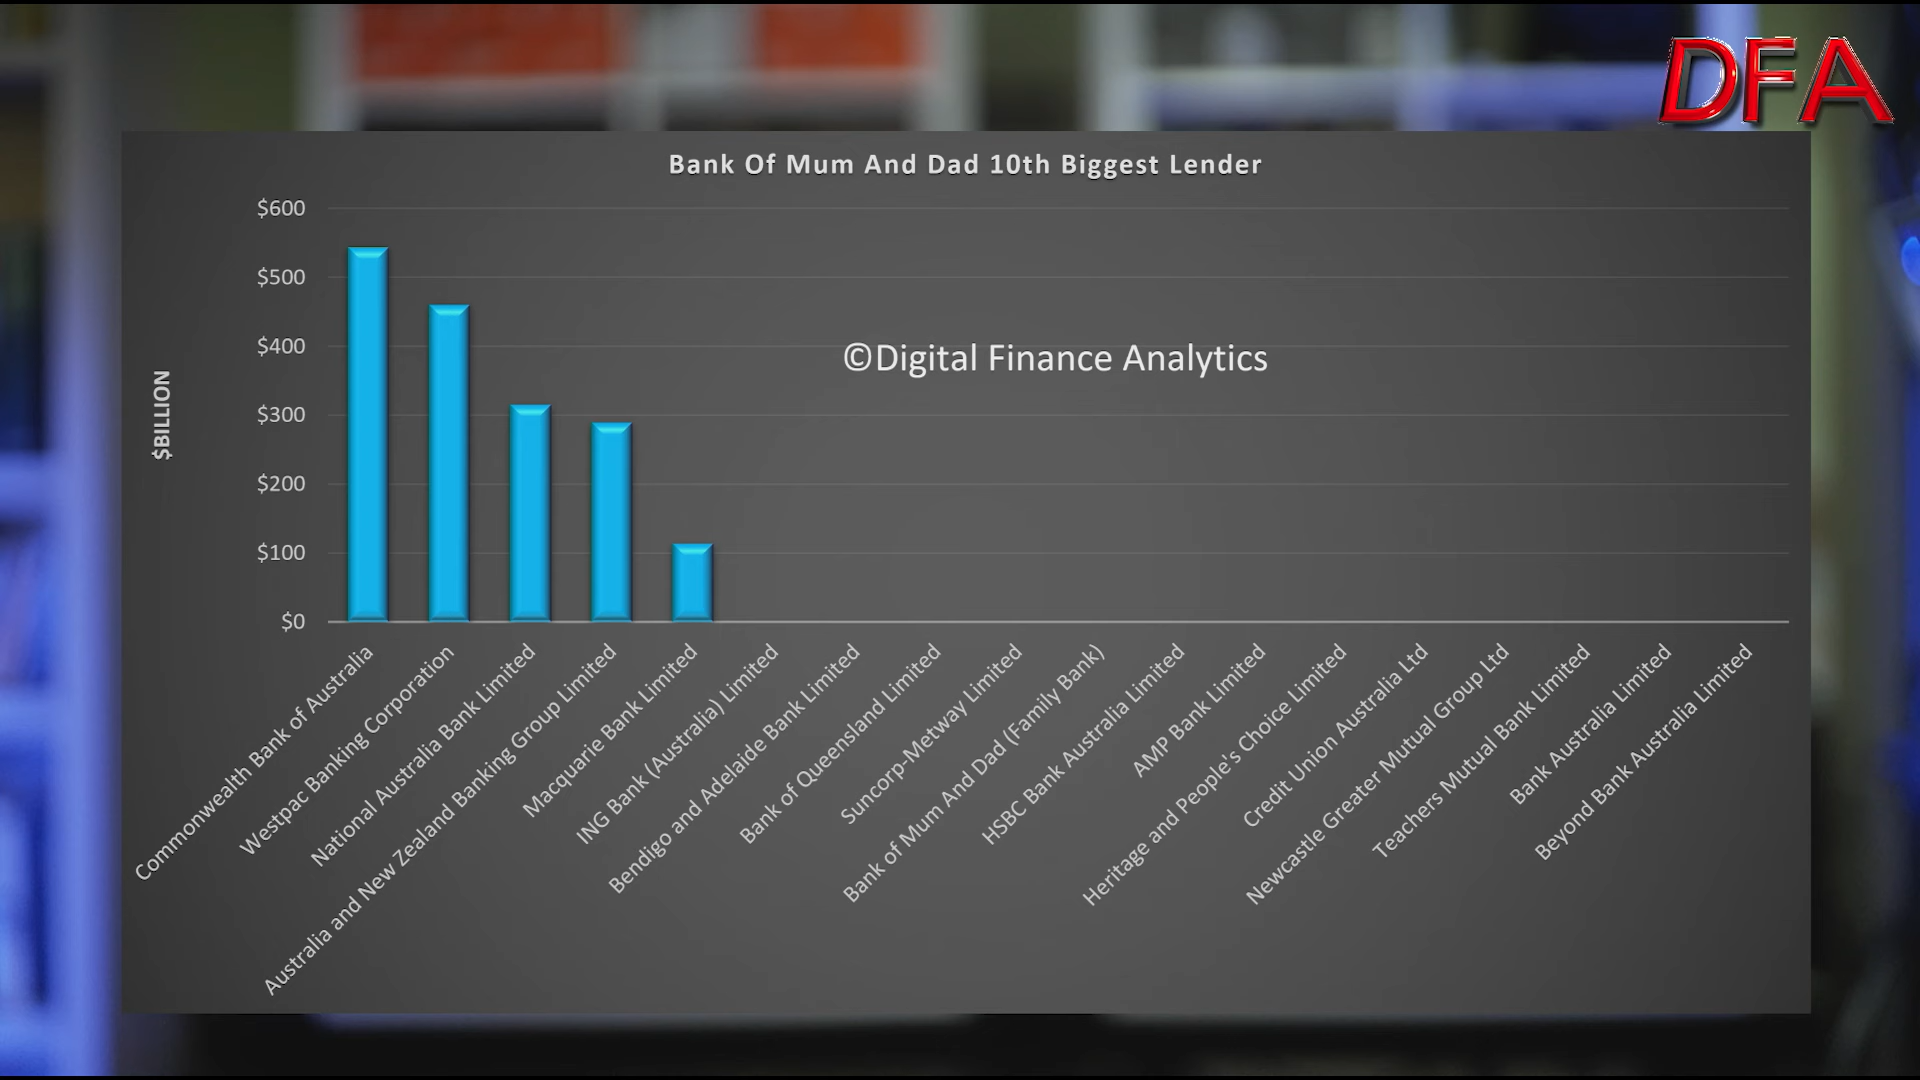 DFA
Bank Of Mum And Dad 10th Biggest Lender
$600
$500
$400
$300
$200
$100
$0
$BILLION
©Digital Finance Analytics
Commonwealth Bank of Australia
Westpac Banking Corporation
National Australia Bank Limited
Australia and New Zealand Banking Group Limited
Macquarie Bank Limited
ING Bank (Australia) Limited
Bendigo and Adelaide Bank Limited
Bank of Queensland Limited
Suncorp-Metway Limited
Bank of Mum And Dad (Family Bank)
HSBC Bank Australia Limited
AMP Bank Limited
Heritage and People's Choice Limited
Credit Union Australia Ltd
Newcastle Greater Mutual Group Ltd
Teachers Mutual Bank Limited
Bank Australia Limited
Beyond Bank Australia Limited